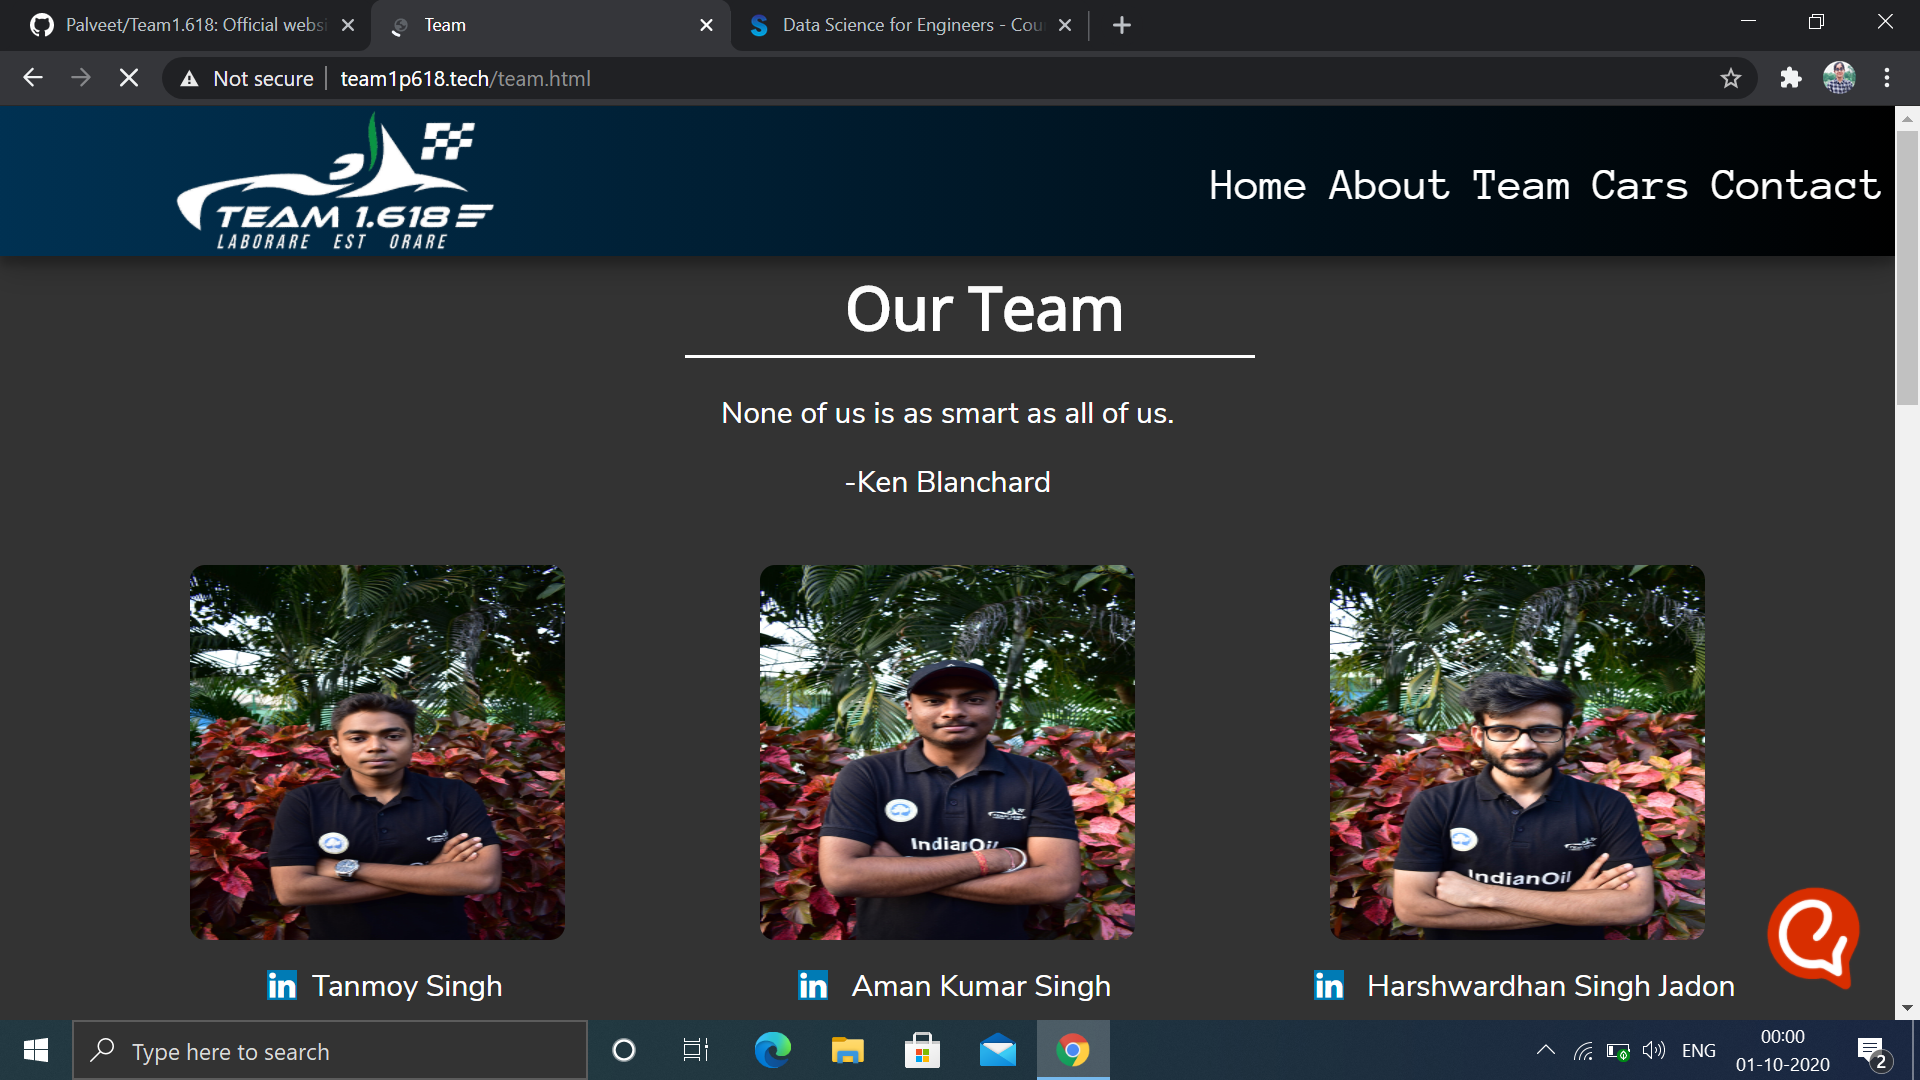 Palveet/Team1.618: Official websi
Team
Data Science for Engineers - Cou
Not secure
team1p618.tech/team.html
TEAM 1.618
LABORARE EST ORARE
Home About Team Cars Contact
Our Team
None of us is as smart as all of us.
-Ken Blanchard
IndianOil
IndianOil
Tanmoy Singh
Aman Kumar Singh
Harshwardhan Singh Jadon
Type here to search
ENG
00:00
01-10-2020
2